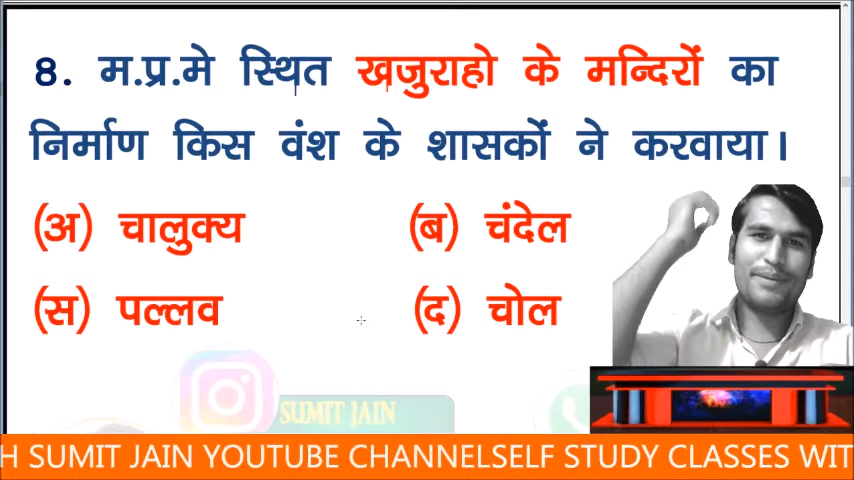 8. म.प्र.मे स्थित खजुराहो के मन्दिरों का
निर्माण किस वंश के शासकों ने करवाया।
(अ) चालुक्य (ब) चंदेल
(स) पल्लव (द) चोल
SUMIT JAIN
H SUMIT JAIN YOUTUBE CHANNELSELF STUDY CLASSES WIT